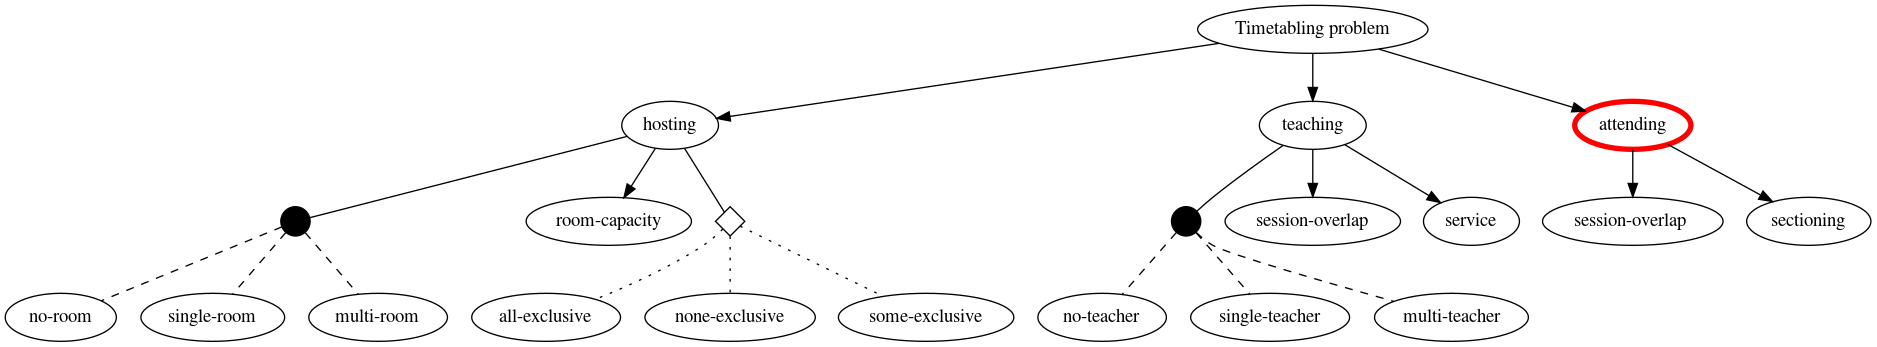 Timetabling problem
hosting
teaching
attending
room-capacity
session-overlap
service
session-overlap
sectioning
no-room
single-room
multi-room
all-exclusive
none-exclusive
some-exclusive
no-teacher
single-teacher
multi-teacher